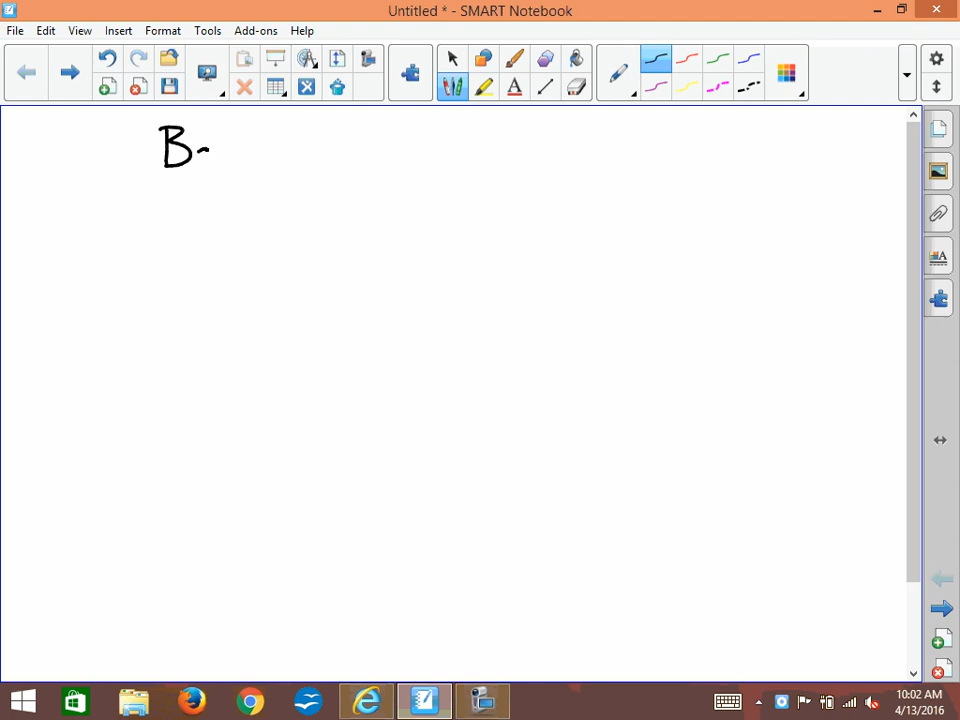 Untitled * - SMART Notebook
File Edit View Insert Format Tools Add-ons Help
B-
10:02 AM
4/13/2016